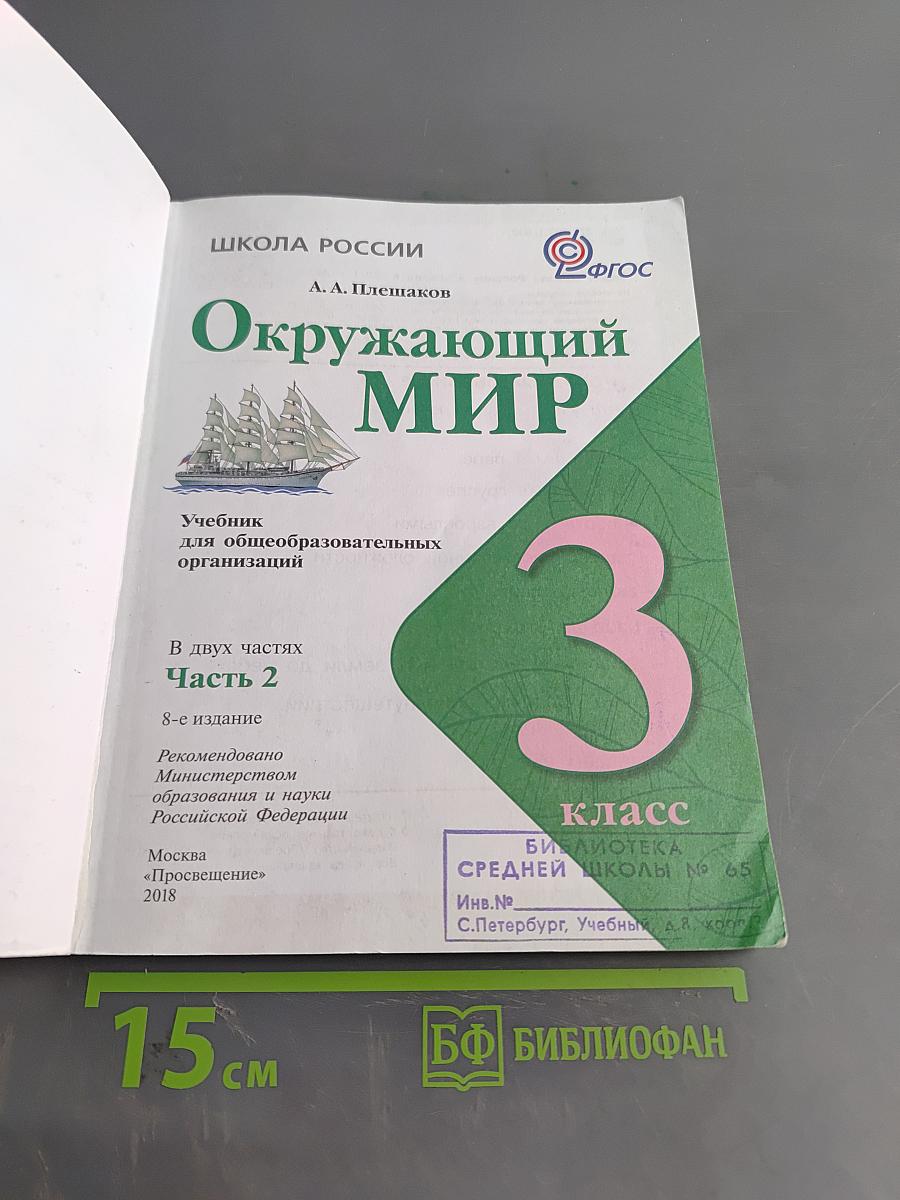 ШКОЛА РОССИИ
ФГОС
А. А. Плешаков
Окружающий
МИР
Учебник
для общеобразовательных
организаций
В двух частях
Часть 2
8-е издание
Рекомендовано
Министерством
образования и науки
Российской Федерации
Москва
«Просвещение»
2018
3
класс
БИБЛИОТЕКА
СРЕДНЕЙ ШКОЛЫ № 65
Инв.№
С.Петербург, Учебный, д.8,
15 см
БФ БИБЛИОФАН